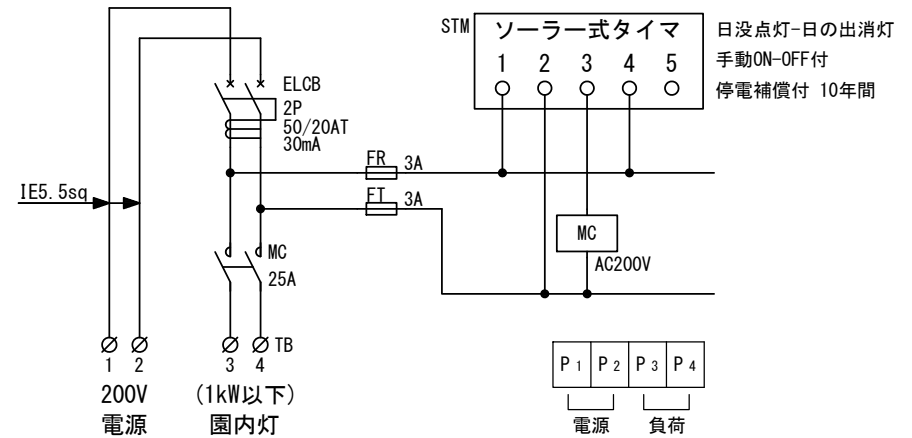 STM
ソーラー式タイマ
1 2 3 4 5
日没点灯-日の出消灯
手動ON-OFF付
停電補償付 10年間
ELCB
2P
50/20AT
30mA
FR 3A
FT 3A
IE5.5sq
MC
25A
MC
AC200V
TB
1 2 3 4
200V
電源
(1kW以下)
園内灯
P1 P2 P3 P4
電源 負荷